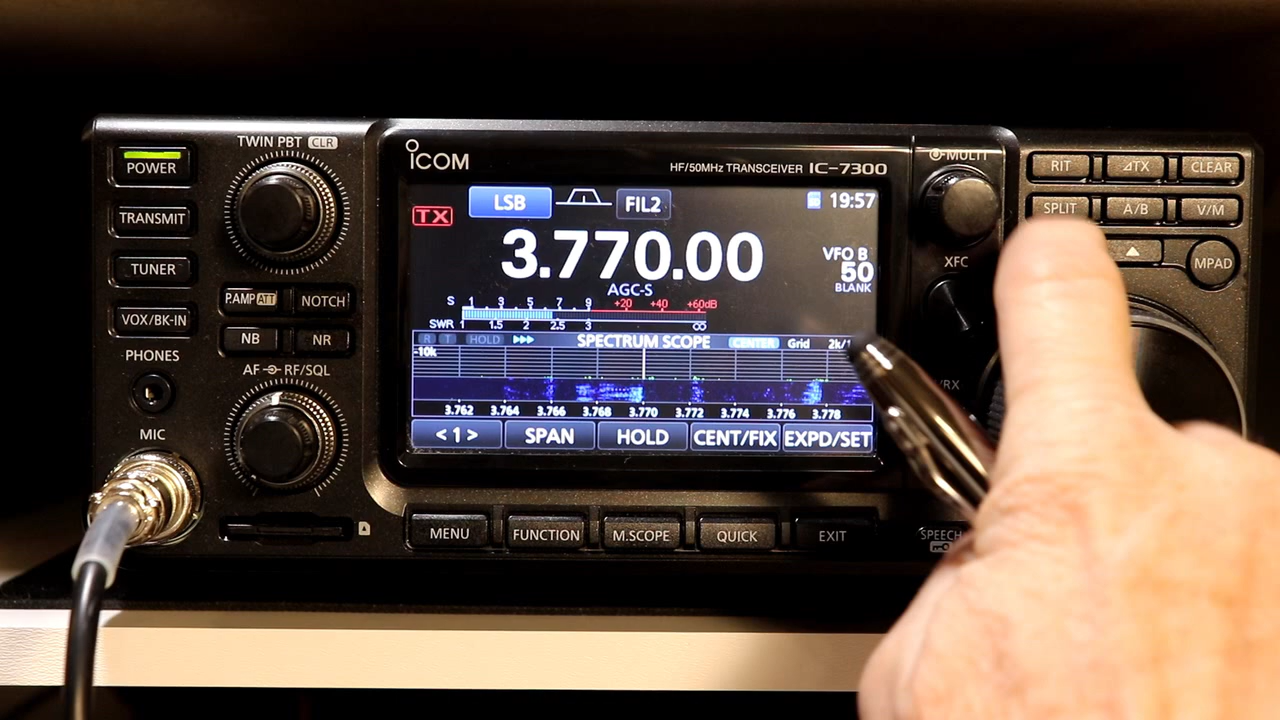 TWIN PBT CLR
POWER
TRANSMIT
TUNER
VOX/BK-IN
P.AMP ATT
NOTCH
NB
NR
PHONES
AF RF/SQL
MIC
ICOM
HF/50MHz TRANSCEIVER IC-7300
TX
LSB
FIL2
19:57
3.770.00
VFO B
50
BLANK
AGC-S
S 1 3 5 7 9 +20 +40 +60dB
SWR 1 1.5 2 2.5 3 ∞
R T HOLD SPECTRUM SCOPE CENTER Grid 2k/1
-10k
3.762 3.764 3.766 3.768 3.770 3.772 3.774 3.776 3.778
< 1 > SPAN HOLD CENT/FIX EXPD/SET
MENU FUNCTION M.SCOPE QUICK EXIT
MULTI
XFC
/RX
SPEECH
RIT ⊿TX CLEAR
SPLIT A/B V/M
MPAD